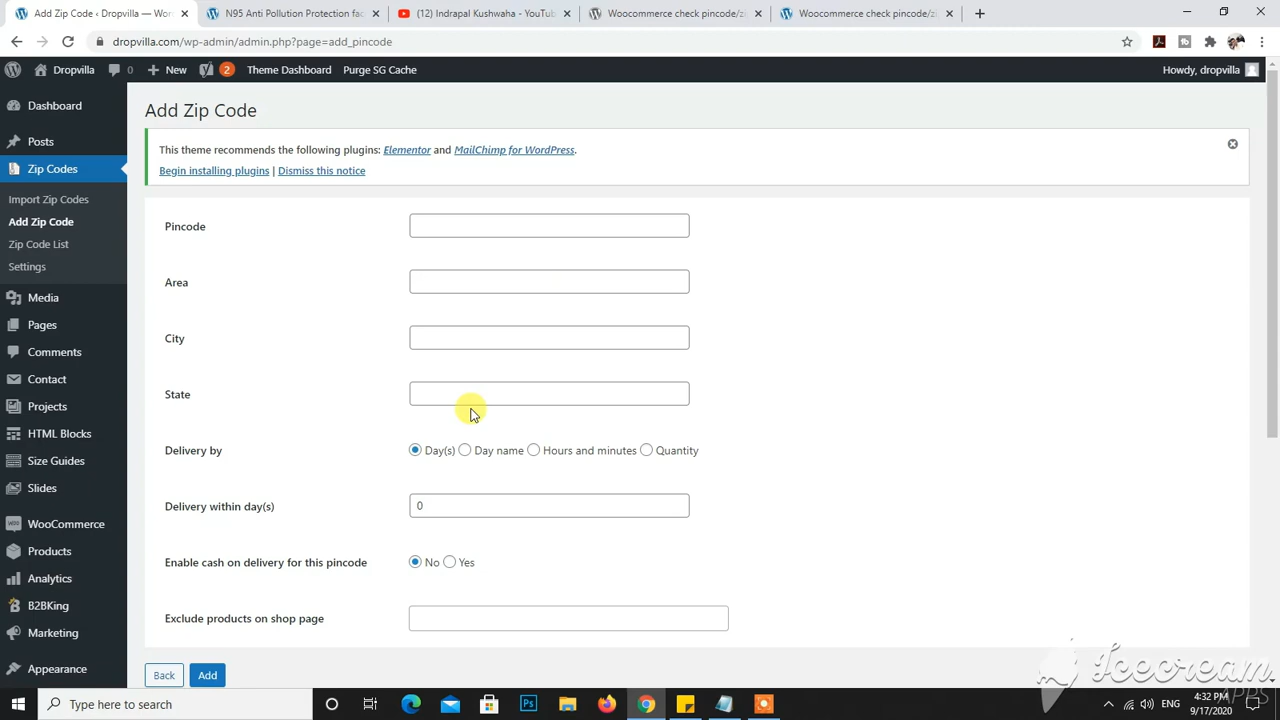 Add Zip Code ‹ Dropvilla — Wor
N95 Anti Pollution Protection fac
(12) Indrapal Kushwaha - YouTub
Woocommerce check pincode/zi
Woocommerce check pincode/zi
dropvilla.com/wp-admin/admin.php?page=add_pincode
Dropvilla
0
New
2
Theme Dashboard
Purge SG Cache
Howdy, dropvilla
Dashboard
Posts
Zip Codes
Import Zip Codes
Add Zip Code
Zip Code List
Settings
Media
Pages
Comments
Contact
Projects
HTML Blocks
Size Guides
Slides
WooCommerce
Products
Analytics
B2BKing
Marketing
Appearance
Add Zip Code
This theme recommends the following plugins: Elementor and MailChimp for WordPress.
Begin installing plugins | Dismiss this notice
Pincode
Area
City
State
Delivery by
Day(s) Day name Hours and minutes Quantity
Delivery within day(s)
0
Enable cash on delivery for this pincode
No Yes
Exclude products on shop page
Back
Add
Icecream
APPS
Type here to search
Ps
ENG
4:32 PM
9/17/2020